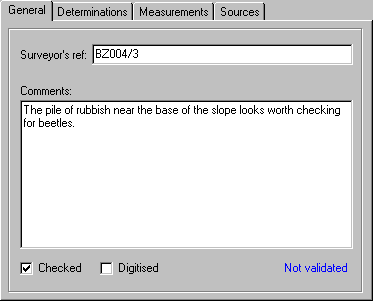 General Determinations Measurements Sources
Surveyor's ref: BZ004/3
Comments:
The pile of rubbish near the base of the slope looks worth checking
for beetles.
Checked Digitised Not validated